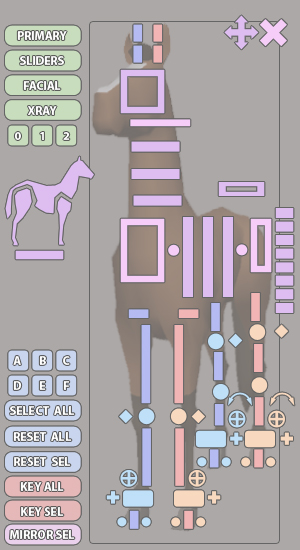 PRIMARY
SLIDERS
FACIAL
XRAY
0 1 2
A B C
D E F
SELECT ALL
RESET ALL
RESET SEL
KEY ALL
KEY SEL
MIRROR SEL